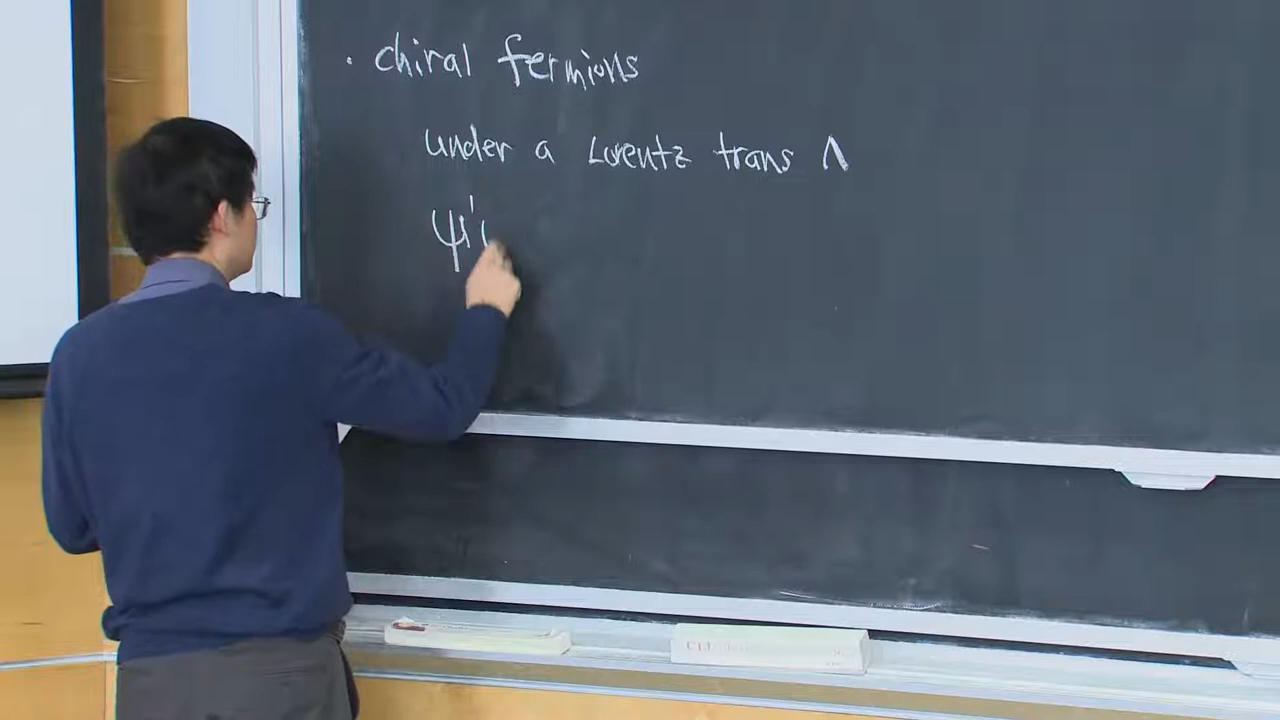 · chiral fermions
under a Lorentz trans Λ
ψ'(